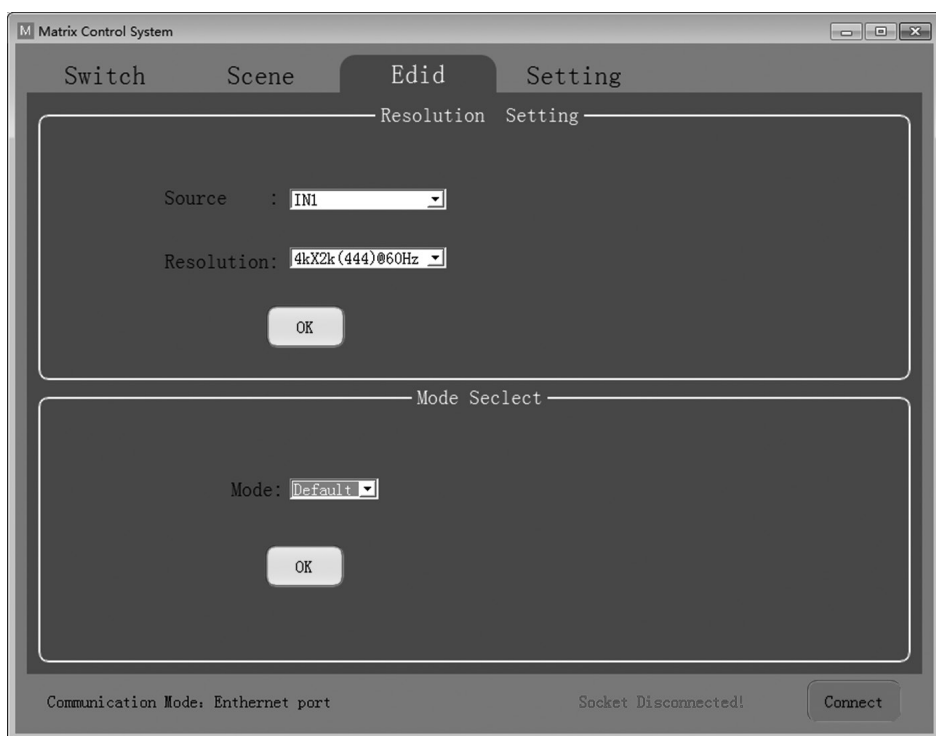 M Matrix Control System
Switch Scene Edid Setting
Resolution Setting
Source : IN1
Resolution: 4kX2k(444)@60Hz
OK
Mode Seclect
Mode: Default
OK
Communication Mode: Enthernet port Socket Disconnected! Connect